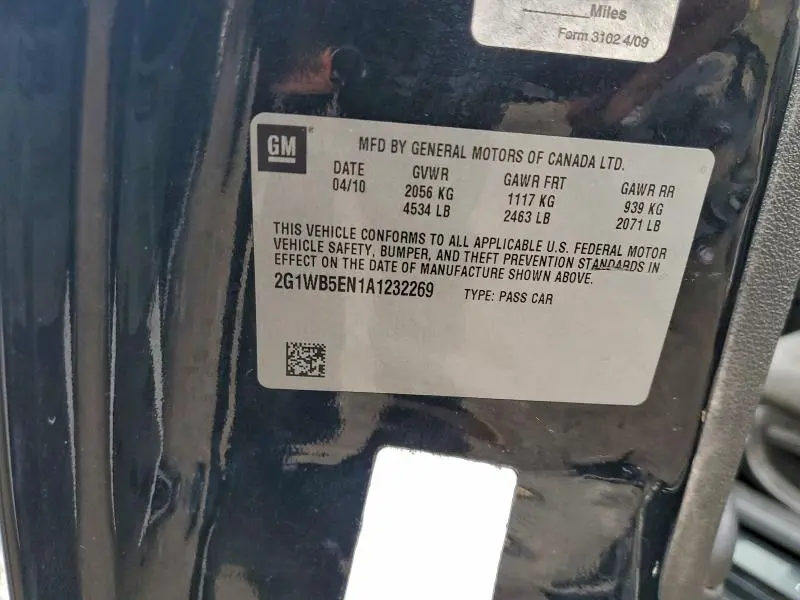 ______Miles
Form 3102 4/09
GM
MFD BY GENERAL MOTORS OF CANADA LTD.
DATE GVWR GAWR FRT GAWR RR
04/10 2056 KG 1117 KG 939 KG
4534 LB 2463 LB 2071 LB
THIS VEHICLE CONFORMS TO ALL APPLICABLE U.S. FEDERAL MOTOR
VEHICLE SAFETY, BUMPER, AND THEFT PREVENTION STANDARDS IN
EFFECT ON THE DATE OF MANUFACTURE SHOWN ABOVE.
2G1WB5EN1A1232269 TYPE: PASS CAR